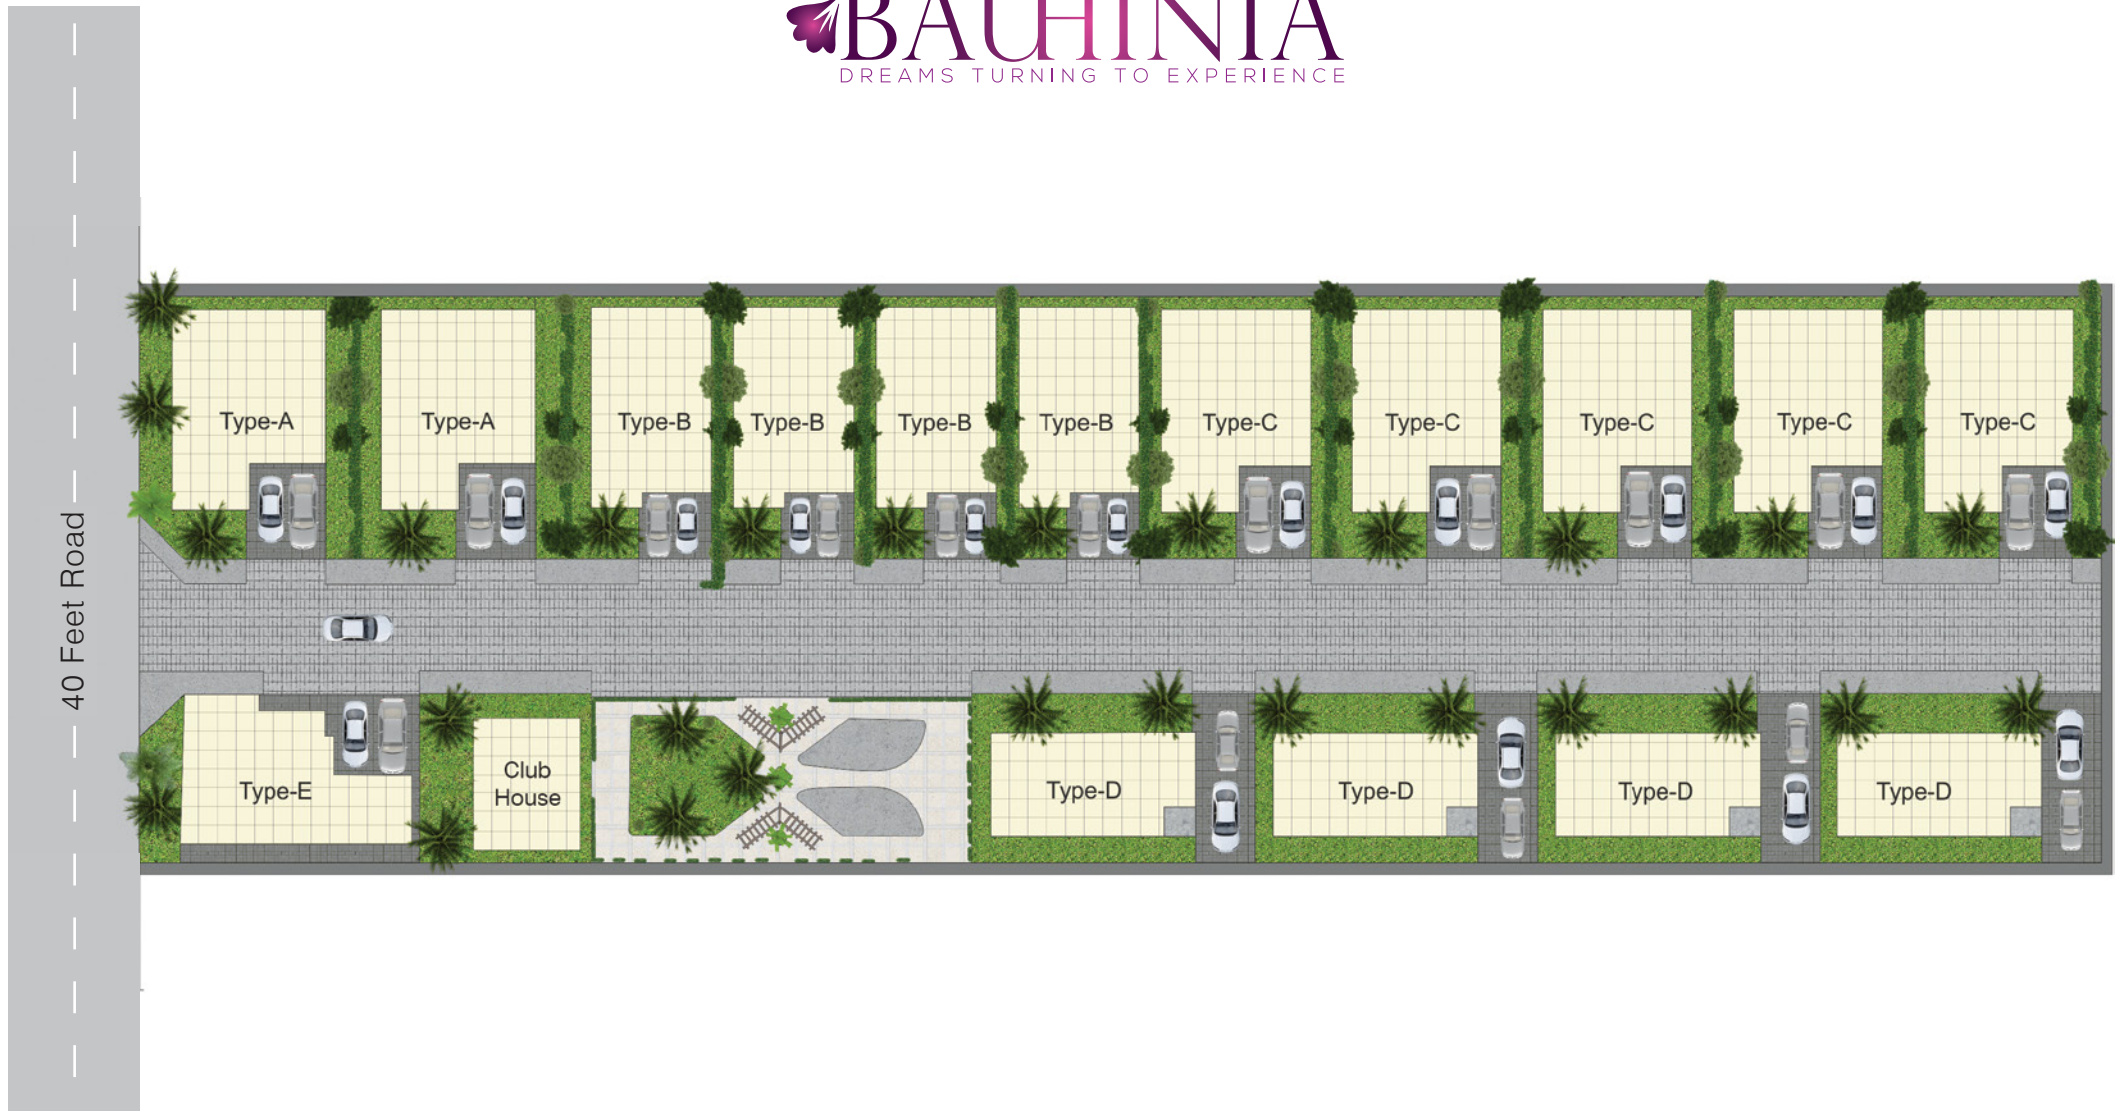 BAUHINIA
DREAMS TURNING TO EXPERIENCE
40 Feet Road
Type-A
Type-A
Type-B
Type-B
Type-B
Type-B
Type-C
Type-C
Type-C
Type-C
Type-C
Type-E
Club
House
Type-D
Type-D
Type-D
Type-D